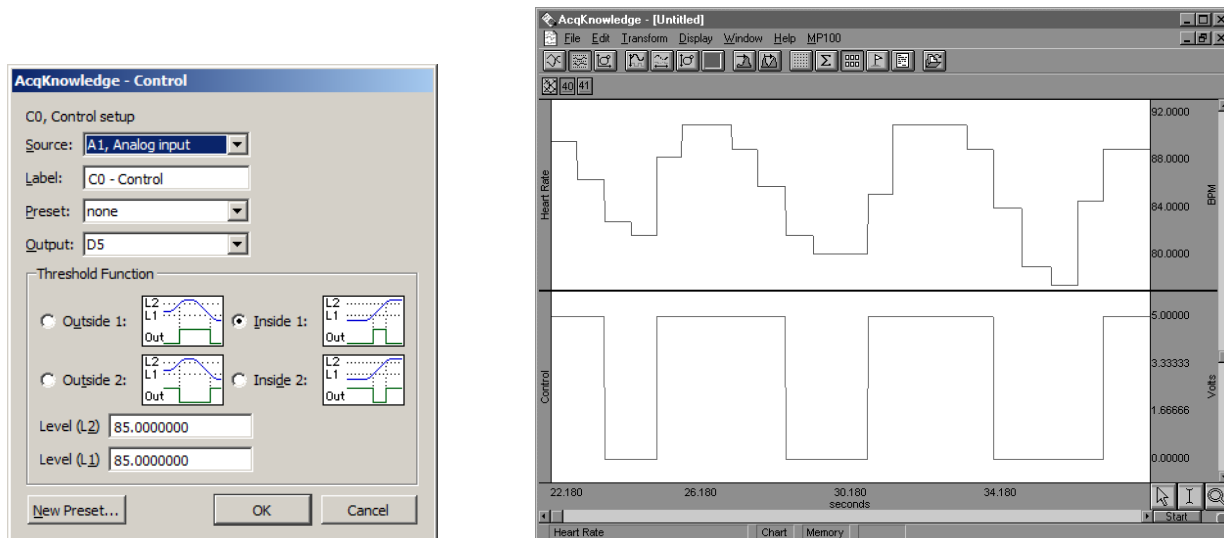 AcqKnowledge - Control
C0, Control setup
Source: A1, Analog input
Label: C0 - Control
Preset: none
Output: D5
Threshold Function
Outside 1:
L2
L1
Out
Inside 1:
L2
L1
Out
Outside 2:
L2
L1
Out
Inside 2:
L2
L1
Out
Level (L2) 85.0000000
Level (L1) 85.0000000
New Preset...
OK
Cancel
AcqKnowledge - [Untitled]
File Edit Transform Display Window Help MP100
40 41
Heart Rate
92.0000
88.0000
84.0000
80.0000
BPM
Control
5.00000
3.33333
1.66666
0.00000
Volts
22.180 26.180 30.180 34.180
seconds
Start
Heart Rate Chart Memory